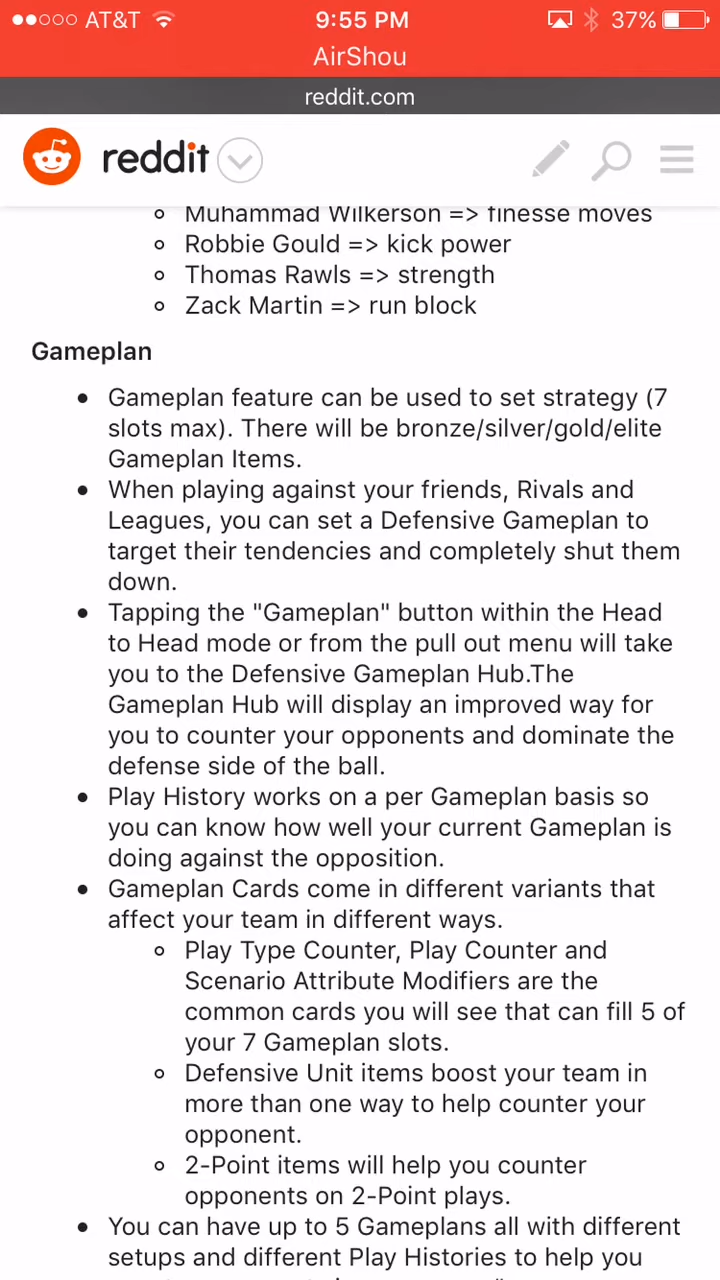 AT&T 9:55 PM 37%
AirShou
reddit.com
reddit
Muhammad Wilkerson => finesse moves
Robbie Gould => kick power
Thomas Rawls => strength
Zack Martin => run block
Gameplan
Gameplan feature can be used to set strategy (7
slots max). There will be bronze/silver/gold/elite
Gameplan Items.
When playing against your friends, Rivals and
Leagues, you can set a Defensive Gameplan to
target their tendencies and completely shut them
down.
Tapping the "Gameplan" button within the Head
to Head mode or from the pull out menu will take
you to the Defensive Gameplan Hub.The
Gameplan Hub will display an improved way for
you to counter your opponents and dominate the
defense side of the ball.
Play History works on a per Gameplan basis so
you can know how well your current Gameplan is
doing against the opposition.
Gameplan Cards come in different variants that
affect your team in different ways.
Play Type Counter, Play Counter and
Scenario Attribute Modifiers are the
common cards you will see that can fill 5 of
your 7 Gameplan slots.
Defensive Unit items boost your team in
more than one way to help counter your
opponent.
2-Point items will help you counter
opponents on 2-Point plays.
You can have up to 5 Gameplans all with different
setups and different Play Histories to help you